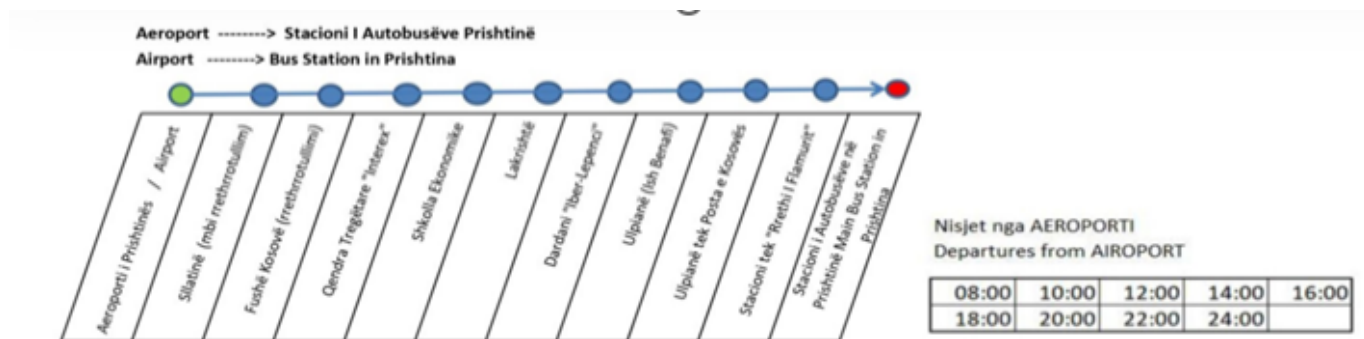 Aeroport --------> Stacioni I Autobusëve Prishtinë
Airport --------> Bus Station in Prishtina
Aeroporti i Prishtinës / Airport
Sllatinë (mbi rrethrrotullim)
Fushë Kosovë (rrethrrotullimi)
Qendra Tregëtare "Interex"
Shkolla Ekonomike
Lakrishtë
Dardani "Iber-Lepenci"
Ulpianë (Ish Benafi)
Ulpianë tek Posta e Kosovës
Stacioni tek "Rrethi I Flamurit"
Stacioni i Autobusëve në
Prishtinë Main Bus Station in
Prishtina
Nisjet nga AEROPORTI
Departures from AIROPORT
08:00 10:00 12:00 14:00 16:00
18:00 20:00 22:00 24:00